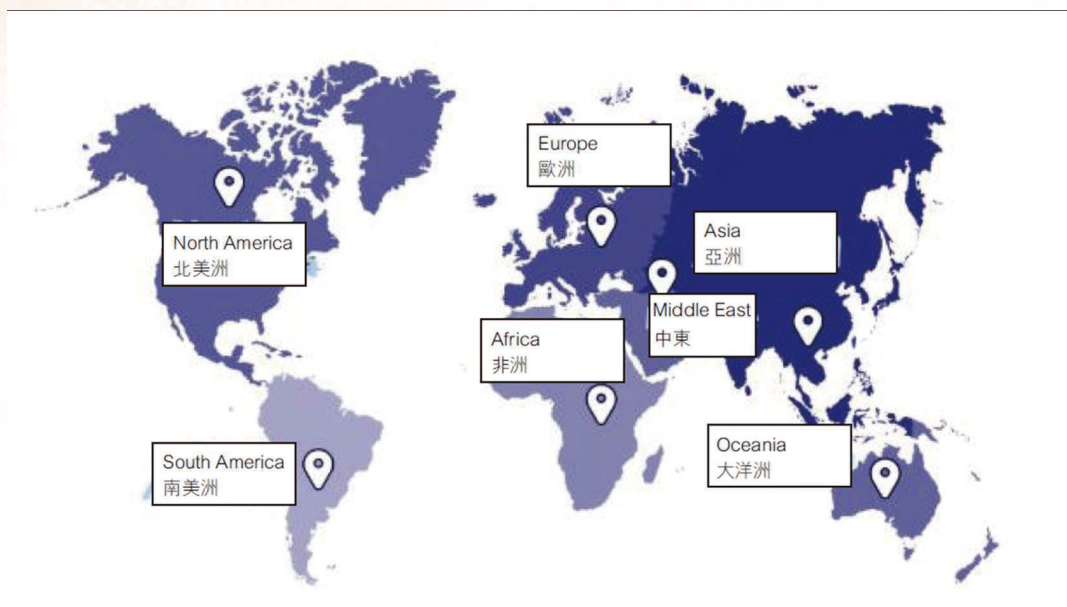 Europe
歐洲
North America
北美洲
Asia
亞洲
Middle East
中東
Africa
非洲
South America
南美洲
Oceania
大洋洲